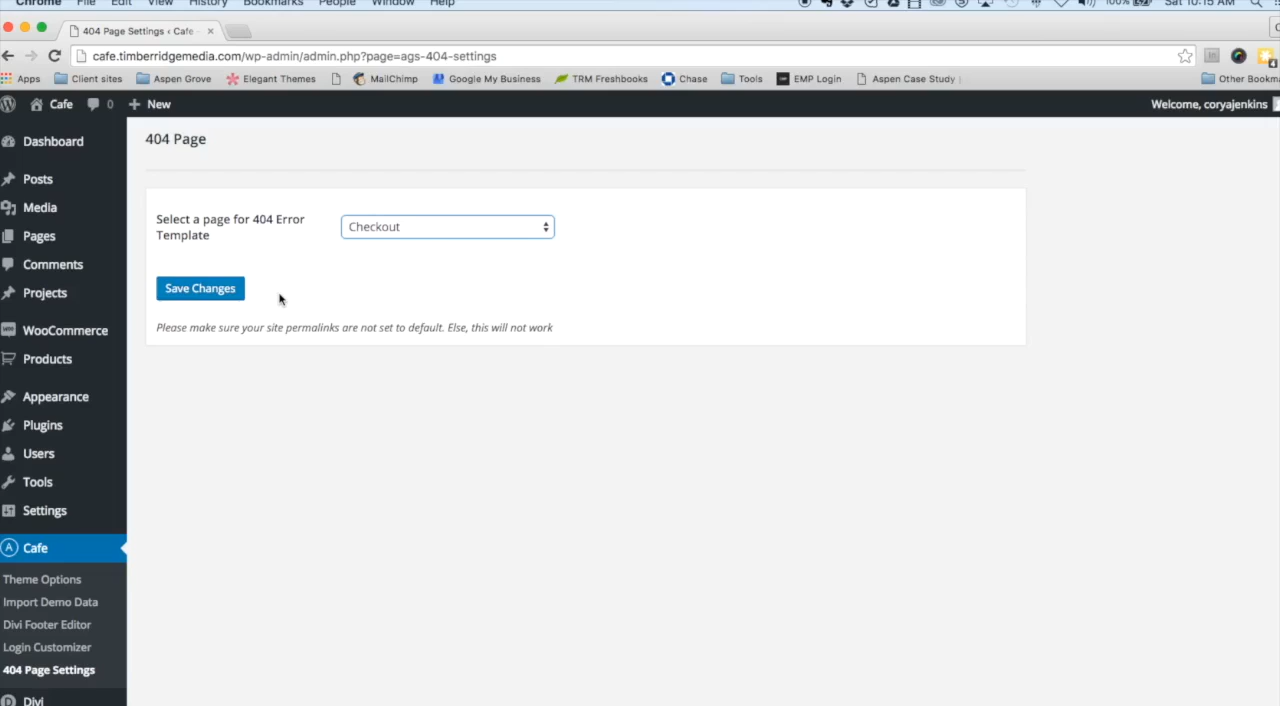 Chrome File Edit View History Bookmarks People Window Help 100% Sat 10:15 AM
404 Page Settings ‹ Cafe
cafe.timberridgemedia.com/wp-admin/admin.php?page=ags-404-settings
Apps Client sites Aspen Grove Elegant Themes MailChimp Google My Business TRM Freshbooks Chase Tools EMP Login Aspen Case Study Other Bookma
Cafe 0 New Welcome, coryajenkins
Dashboard
Posts
Media
Pages
Comments
Projects
WooCommerce
Products
Appearance
Plugins
Users
Tools
Settings
Cafe
Theme Options
Import Demo Data
Divi Footer Editor
Login Customizer
404 Page Settings
Divi
404 Page
Select a page for 404 Error
Template
Checkout
Save Changes
Please make sure your site permalinks are not set to default. Else, this will not work